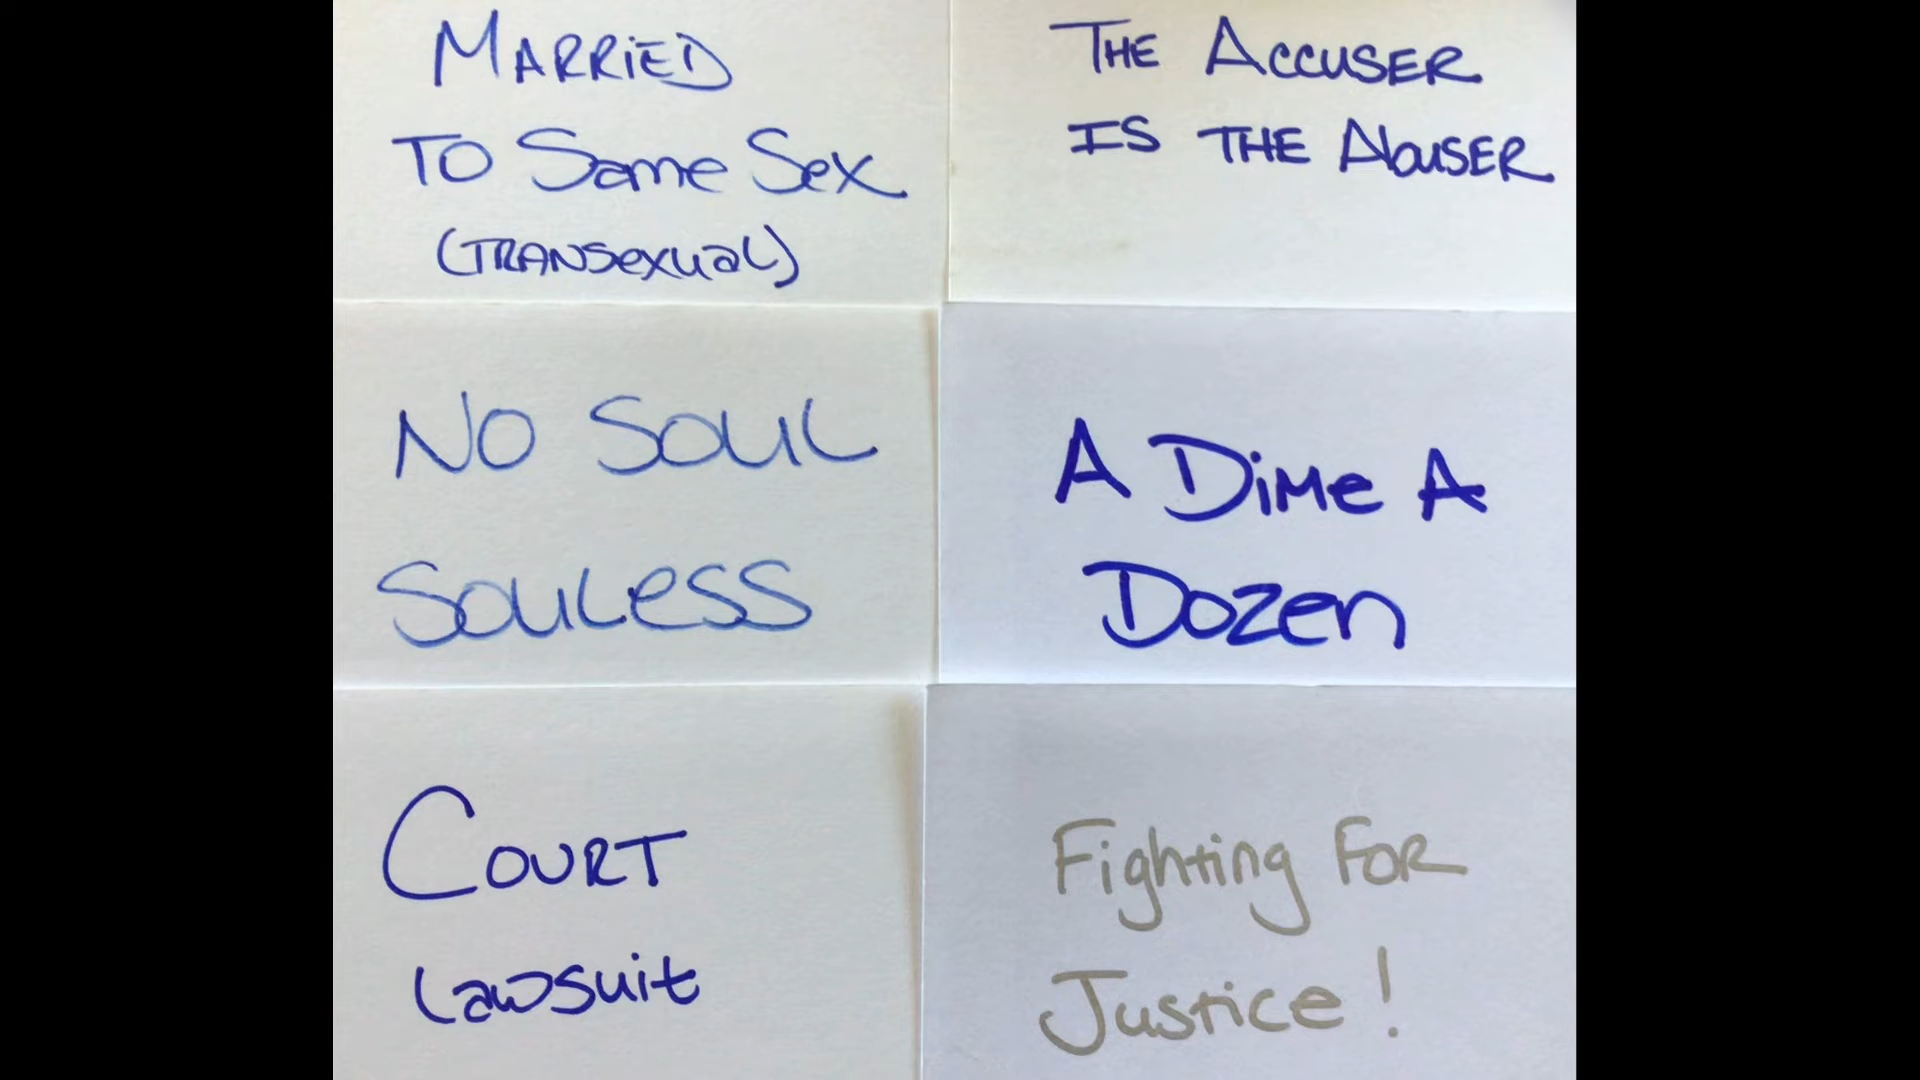 MARRIED
TO Same Sex
(TRANSexual)
THE ACCUSER
IS THE AbUSER
NO SOUL
SOULLESS
A DiMe A
Dozen
COURT
Lawsuit
Fighting FOR
Justice!